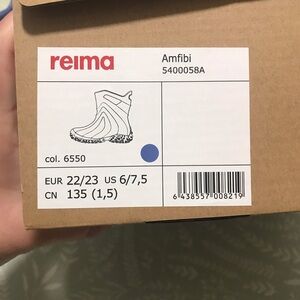 reima
Amfibi
5400058A
col. 6550
EUR 22/23 US 6/7,5
CN 135 (1,5)
6 438557 008219